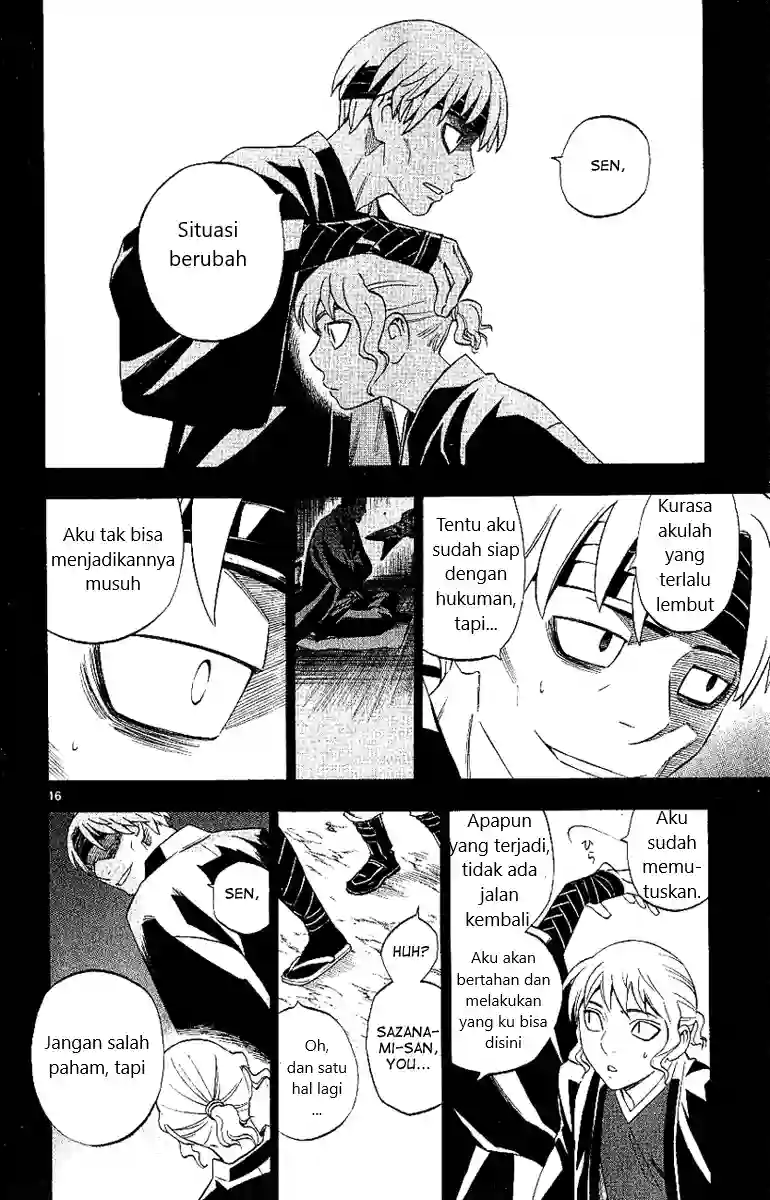 SEN,
Situasi
berubah
Kurasa
akulah
yang
terlalu
lembut
Tentu aku
sudah siap
dengan
hukuman,
tapi...
Aku tak bisa
menjadikannya
musuh
16
Aku
sudah
memu-
tuskan.
ひら
Apapun
yang terjadi,
tidak ada
jalan
kembali.
Aku akan
bertahan dan
melakukan
yang ku bisa
disini
HUH?
SAZANA-
MI-SAN,
YOU...
Oh,
dan satu
hal lagi
...
SEN,
Jangan salah
paham, tapi